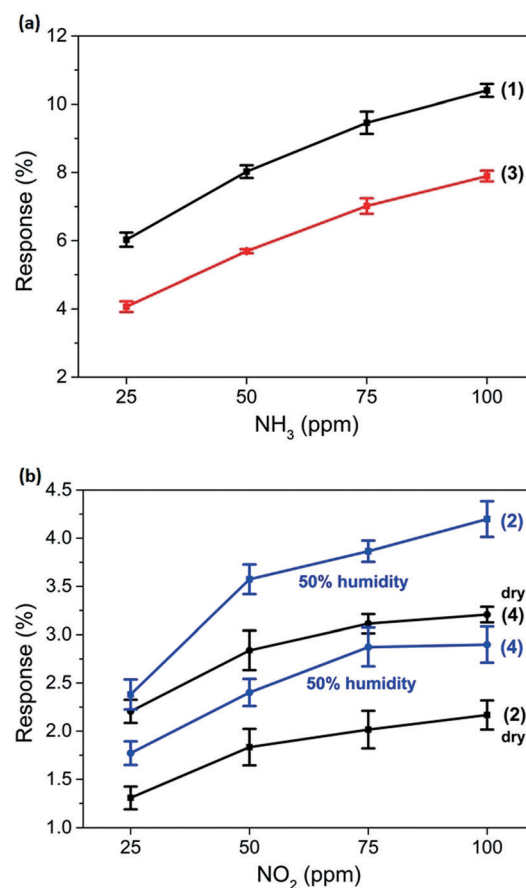 (a)
12
10
8
6
4
2
Response (%)
(1)
(3)
25 50 75 100
NH₃ (ppm)
(b)
4.5
4.0
3.5
3.0
2.5
2.0
1.5
1.0
Response (%)
(2)
50% humidity
dry
(4)
(4)
50% humidity
(2)
dry
25 50 75 100
NO₂ (ppm)